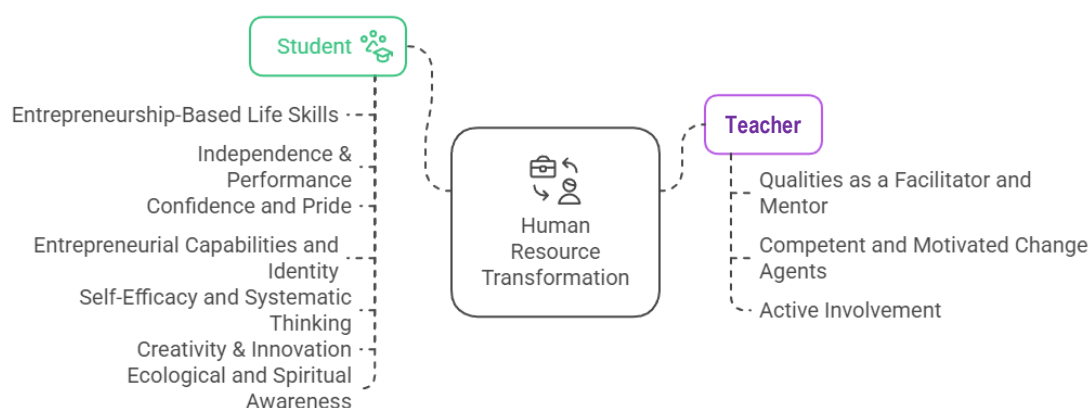 Student
Entrepreneurship-Based Life Skills
Independence &
Performance
Confidence and Pride
Entrepreneurial Capabilities and
Identity
Self-Efficacy and Systematic
Thinking
Creativity & Innovation
Ecological and Spiritual
Awareness
Human
Resource
Transformation
Teacher
Qualities as a Facilitator and
Mentor
Competent and Motivated Change
Agents
Active Involvement